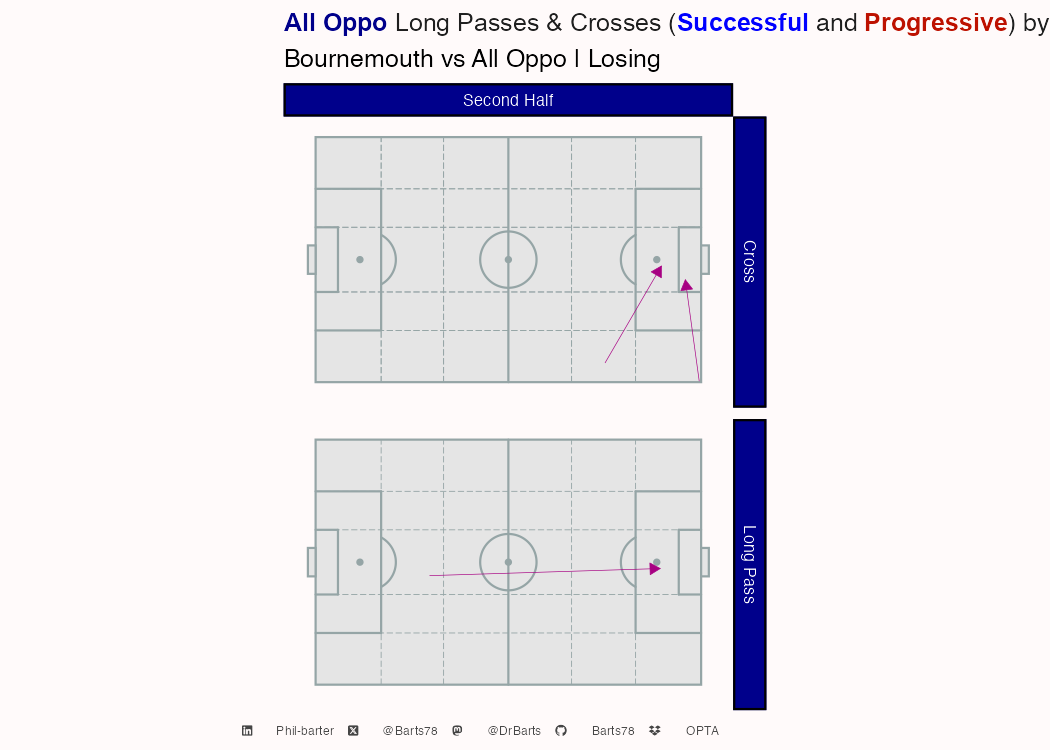 All Oppo Long Passes & Crosses (Successful and Progressive) by
Bournemouth vs All Oppo | Losing
Second Half
Cross
Long Pass
Phil-barter @Barts78 @DrBarts Barts78 OPTA